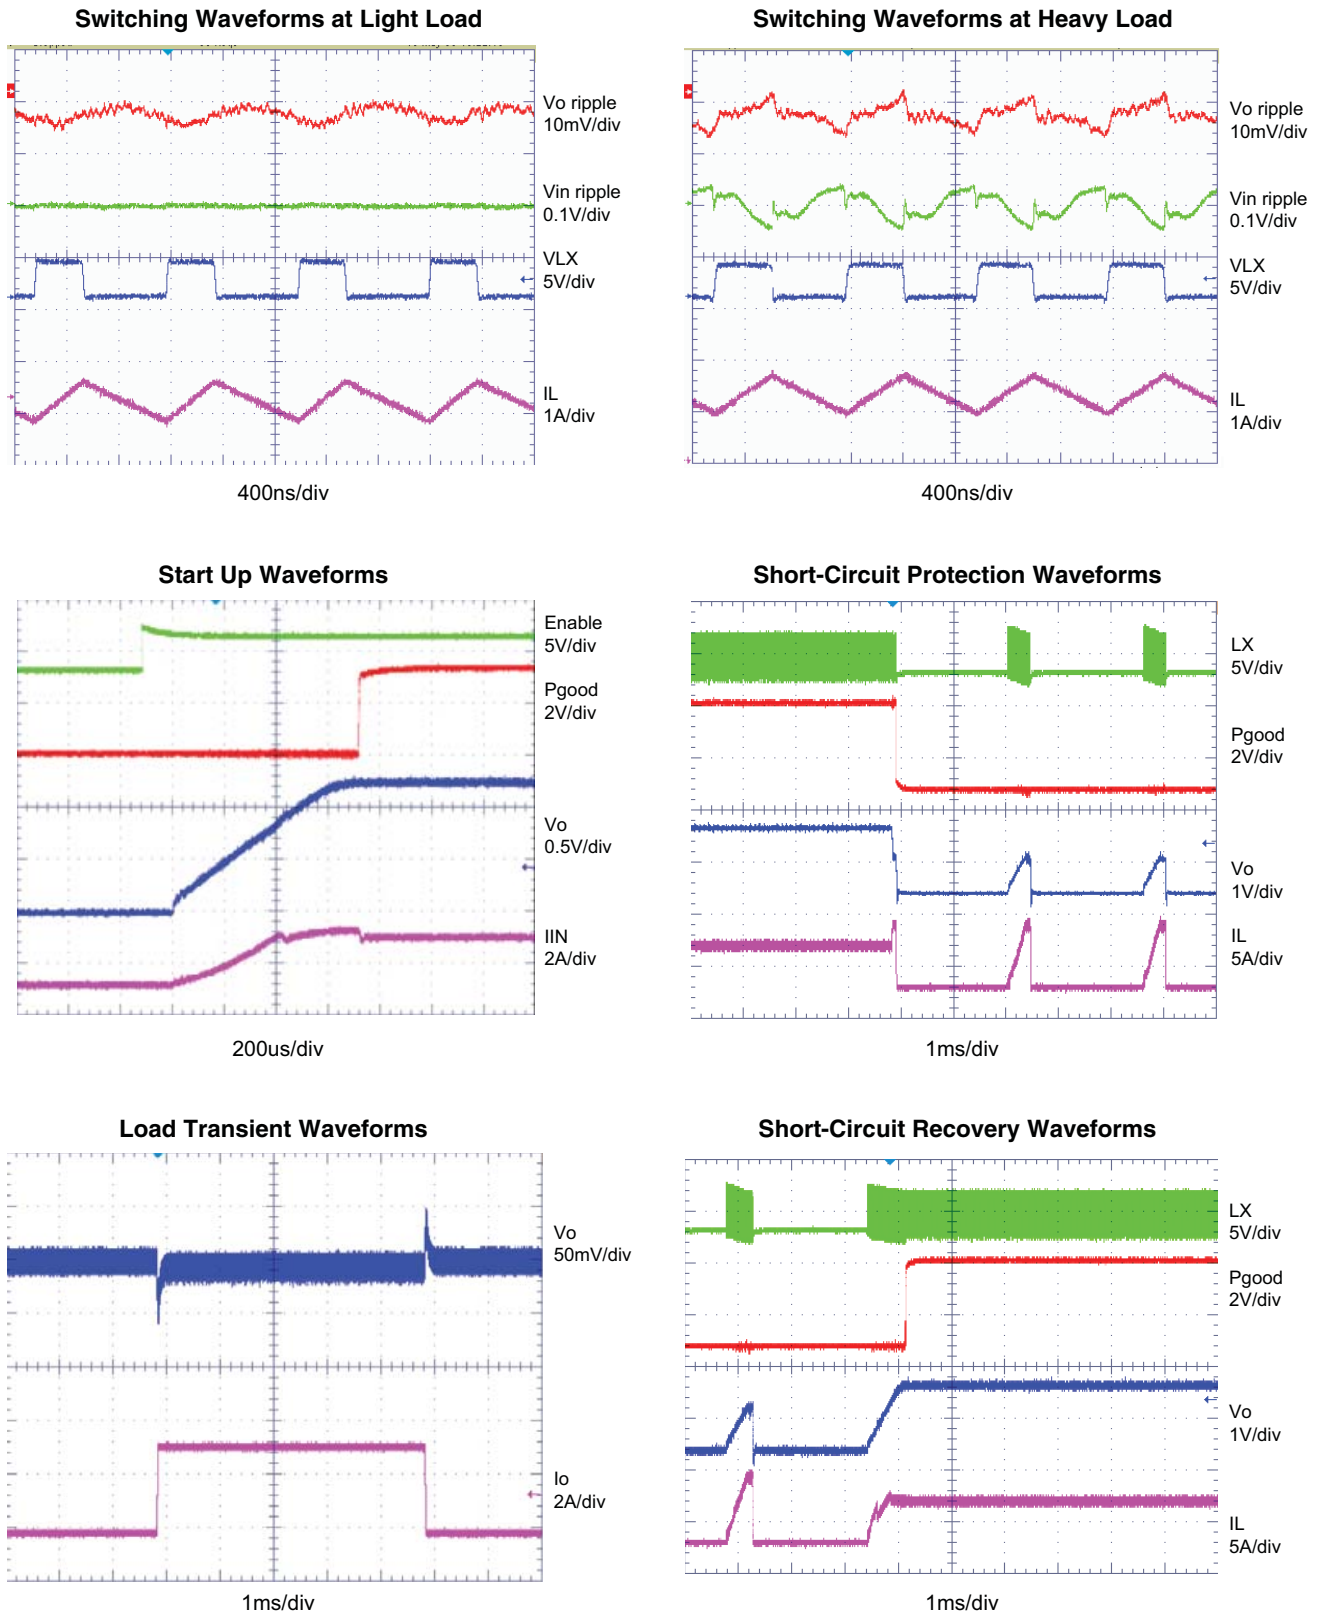 Switching Waveforms at Light Load
Vo ripple
10mV/div
Vin ripple
0.1V/div
VLX
5V/div
IL
1A/div
400ns/div
Switching Waveforms at Heavy Load
Vo ripple
10mV/div
Vin ripple
0.1V/div
VLX
5V/div
IL
1A/div
400ns/div
Start Up Waveforms
Enable
5V/div
Pgood
2V/div
Vo
0.5V/div
IIN
2A/div
200us/div
Short-Circuit Protection Waveforms
LX
5V/div
Pgood
2V/div
Vo
1V/div
IL
5A/div
1ms/div
Load Transient Waveforms
Vo
50mV/div
Io
2A/div
1ms/div
Short-Circuit Recovery Waveforms
LX
5V/div
Pgood
2V/div
Vo
1V/div
IL
5A/div
1ms/div